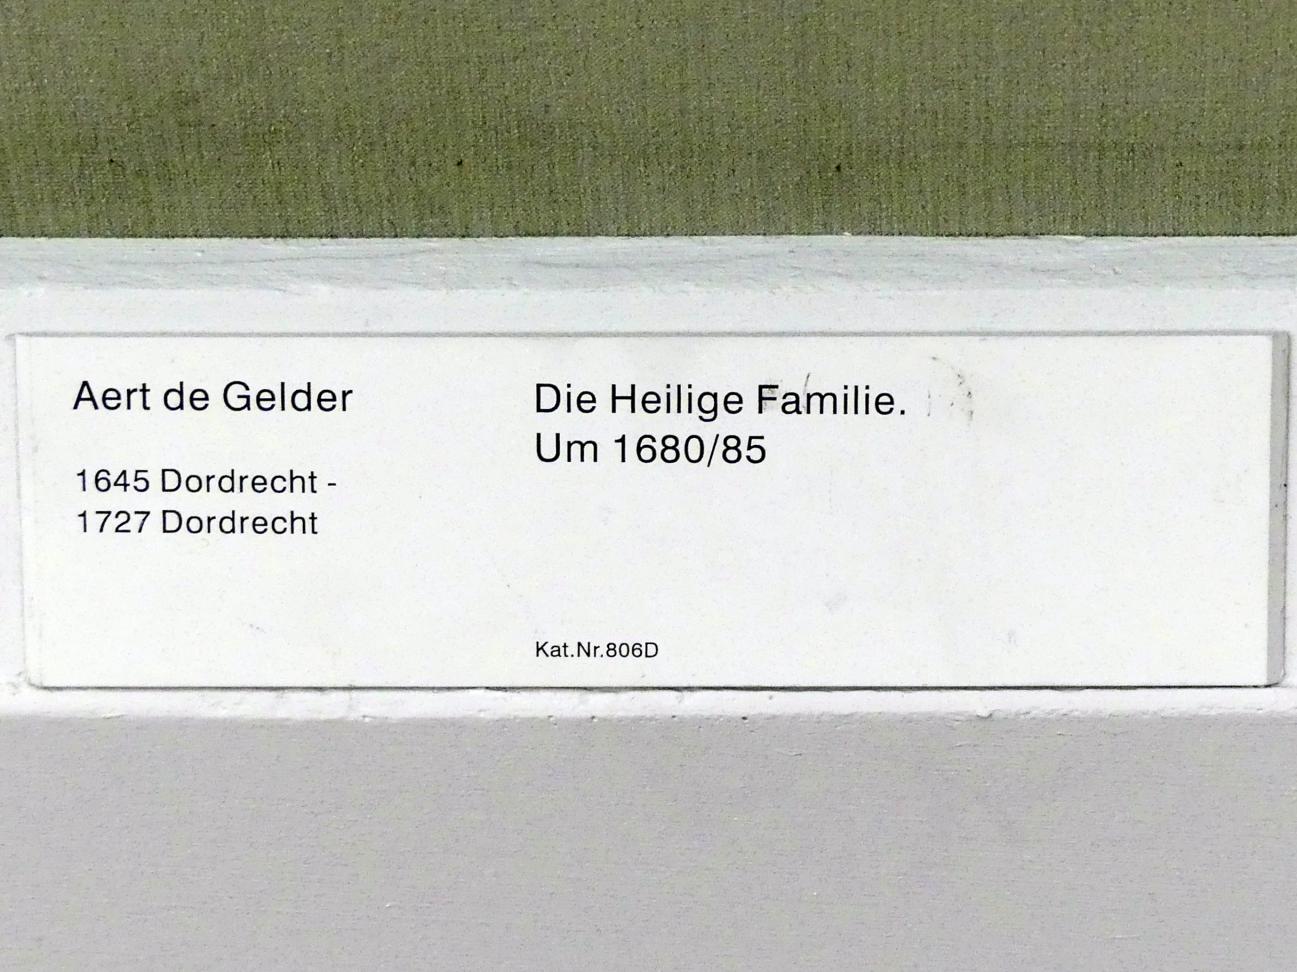 Aert de Gelder
1645 Dordrecht -
1727 Dordrecht
Die Heilige Familie.
Um 1680/85
Kat.Nr.806D